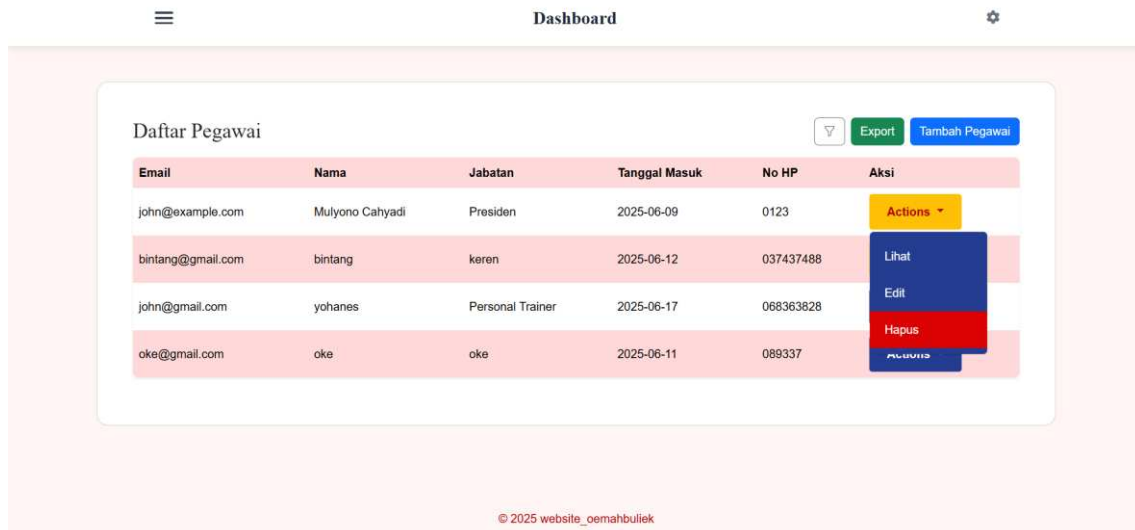 Dashboard
Daftar Pegawai
Export Tambah Pegawai
Email Nama Jabatan Tanggal Masuk No HP Aksi
john@example.com Mulyono Cahyadi Presiden 2025-06-09 0123 Actions
bintang@gmail.com bintang keren 2025-06-12 037437488 Lihat
Edit
john@gmail.com yohanes Personal Trainer 2025-06-17 068363828
Hapus
oke@gmail.com oke oke 2025-06-11 089337 Actions
© 2025 website_oemahbuliek